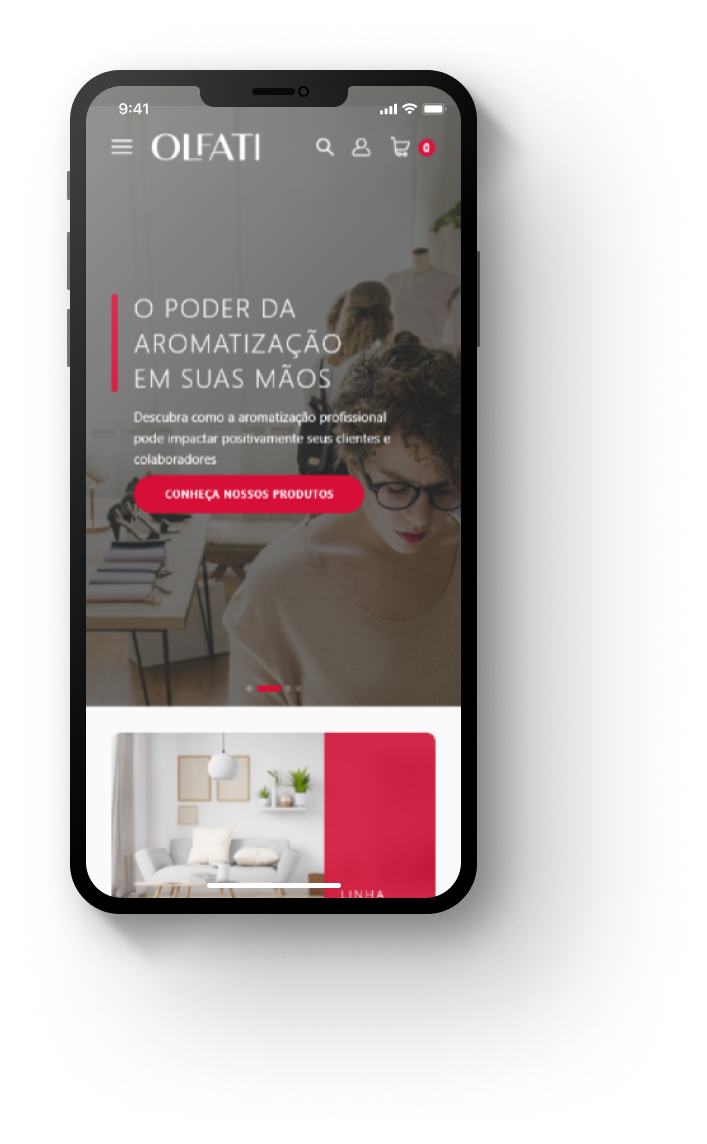 9:41
OLFATI
0
O PODER DA
AROMATIZAÇÃO
EM SUAS MÃOS
Descubra como a aromatização profissional
pode impactar positivamente seus clientes e
colaboradores
CONHEÇA NOSSOS PRODUTOS
LINHA